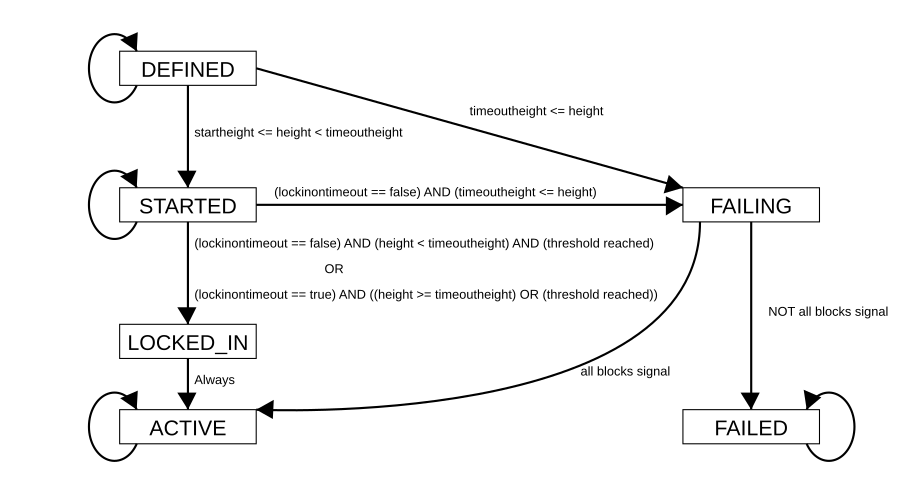 DEFINED
timeoutheight <= height
startheight <= height < timeoutheight
STARTED
(lockinontimeout == false) AND (timeoutheight <= height)
FAILING
(lockinontimeout == false) AND (height < timeoutheight) AND (threshold reached)
OR
(lockinontimeout == true) AND ((height >= timeoutheight) OR (threshold reached))
NOT all blocks signal
LOCKED_IN
all blocks signal
Always
ACTIVE
FAILED